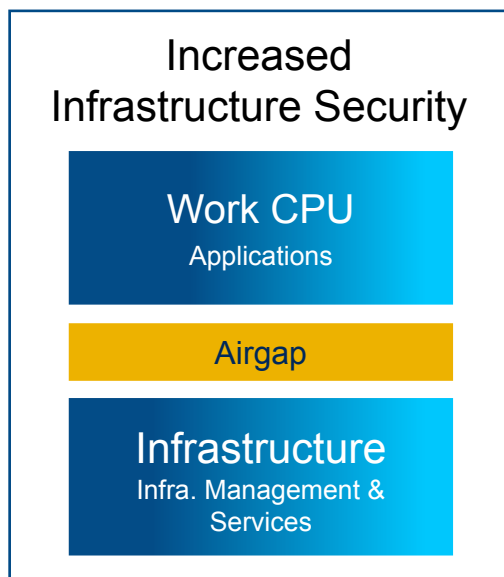 Increased
Infrastructure Security
Work CPU
Applications
Airgap
Infrastructure
Infra. Management &
Services